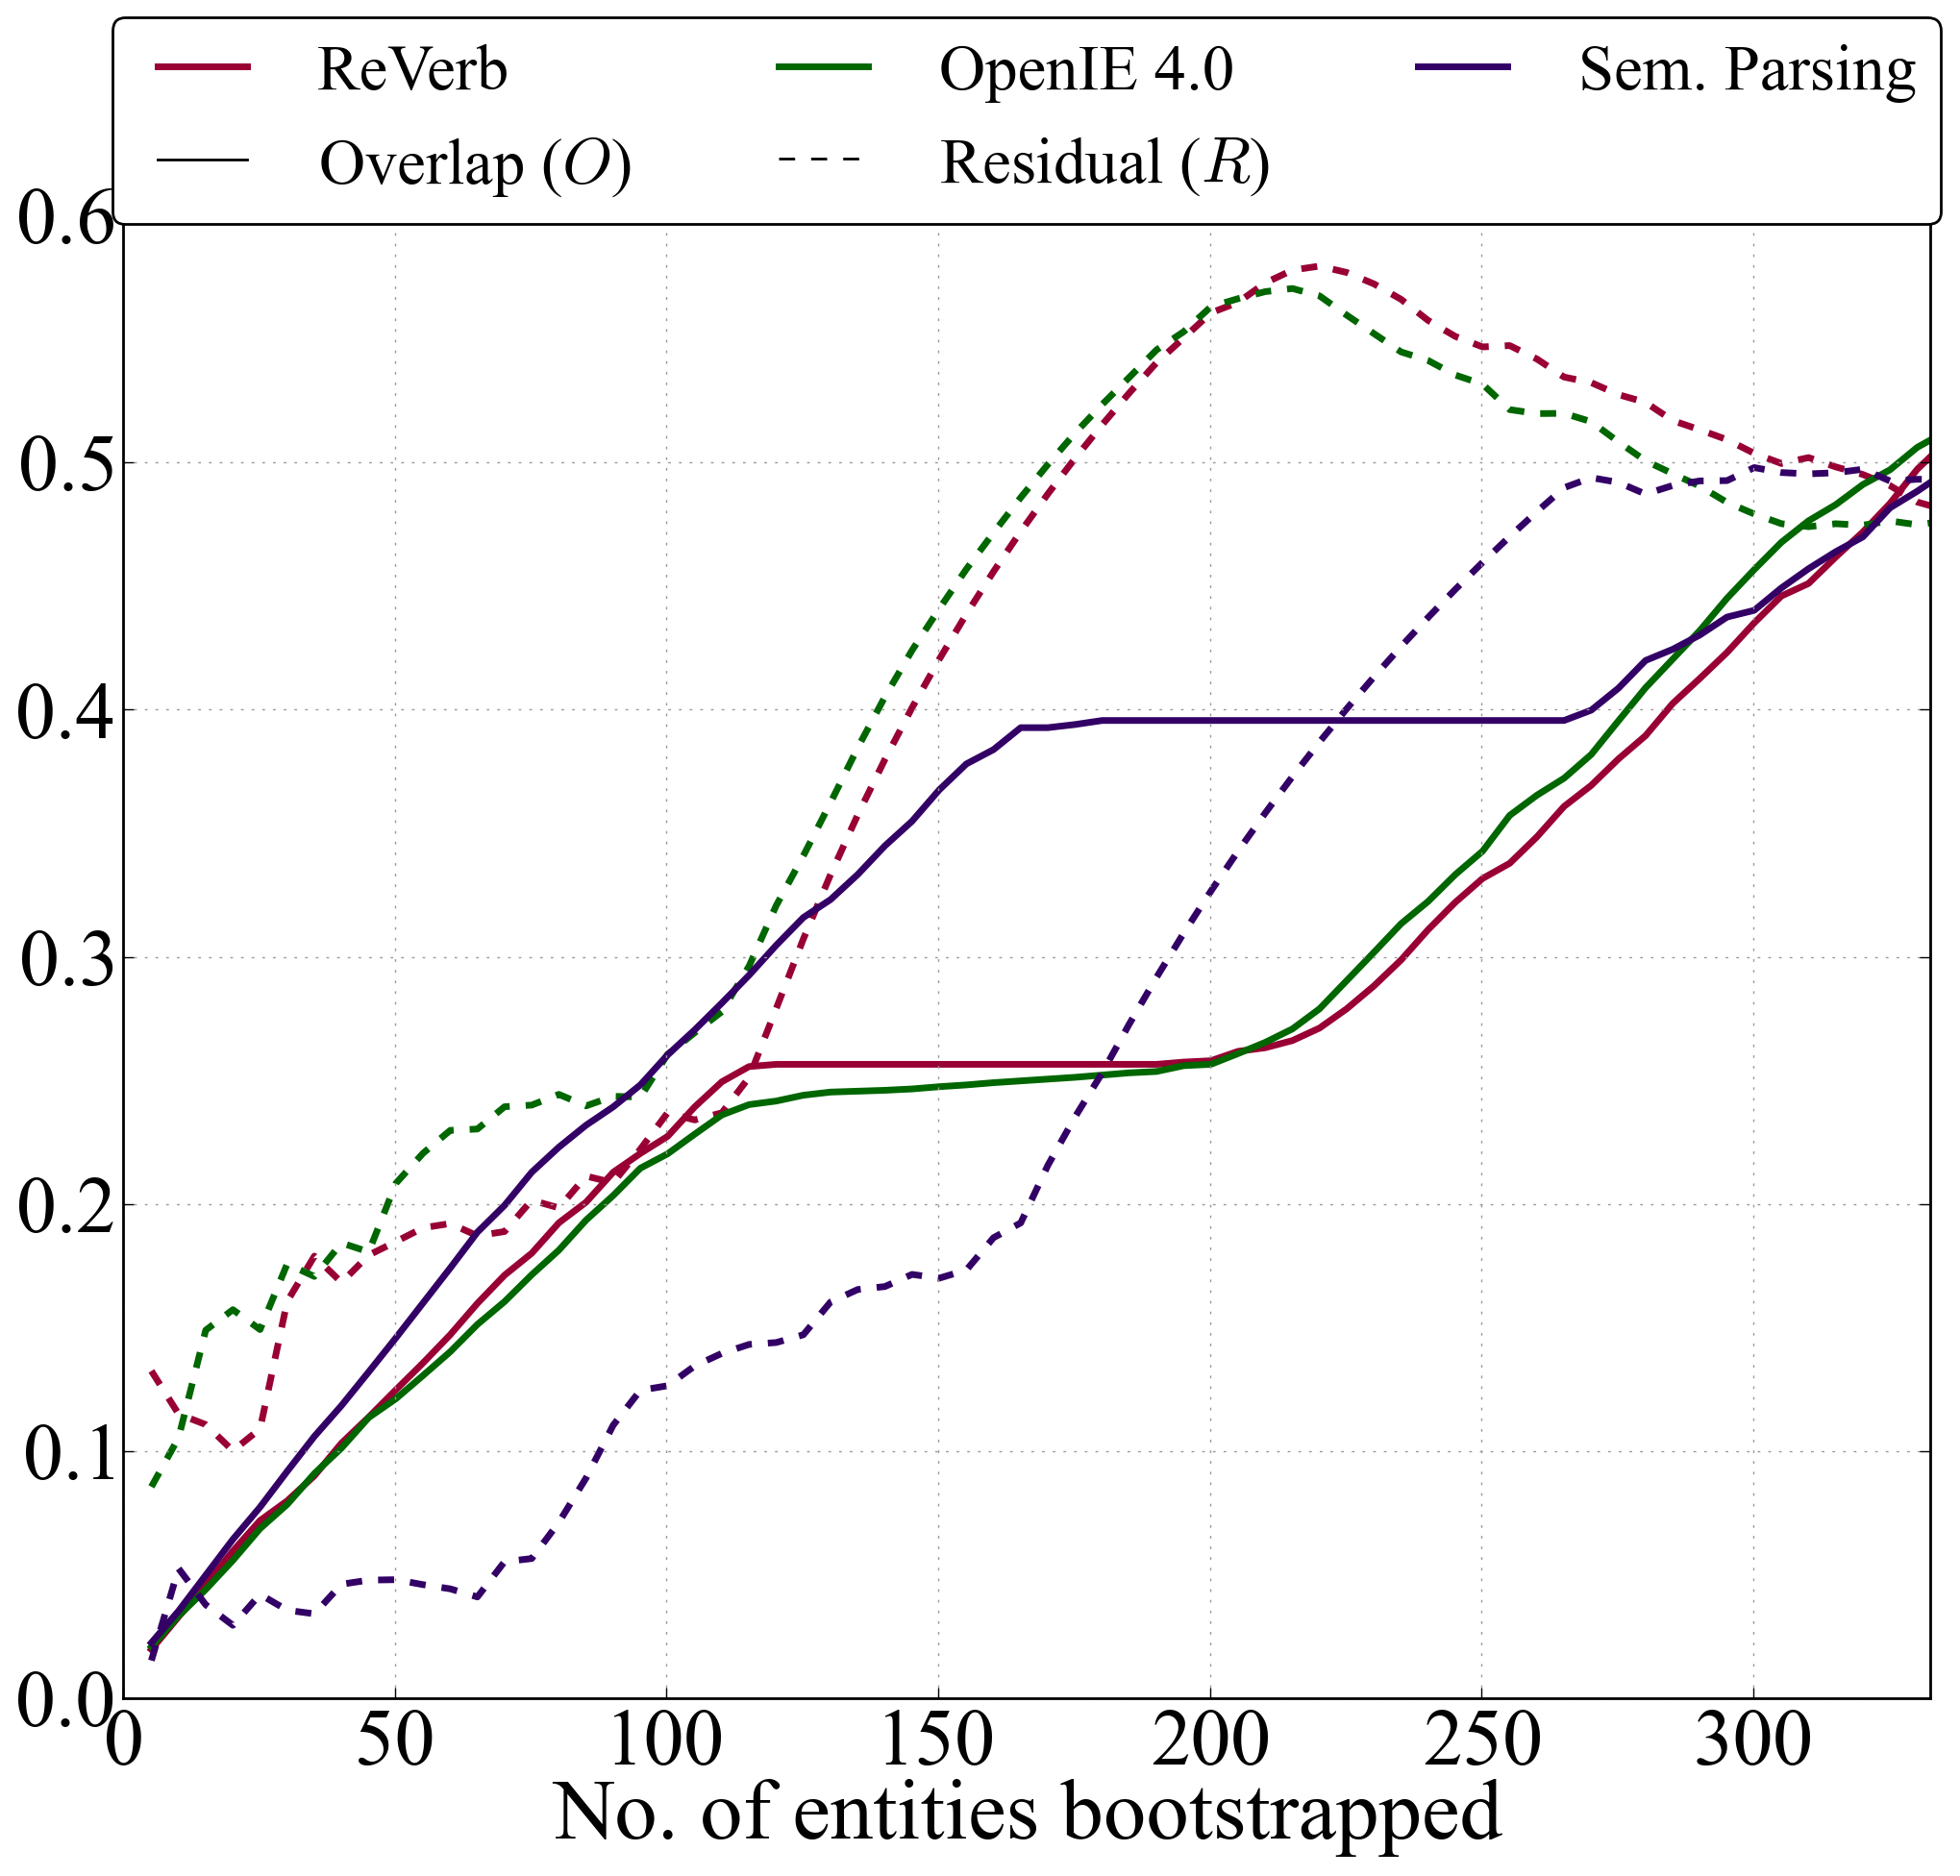 ReVerb OpenIE 4.0 Sem. Parsing
Overlap (O) Residual (R)
0.6
0.5
0.4
0.3
0.2
0.1
0.0
0 50 100 150 200 250 300
No. of entities bootstrapped